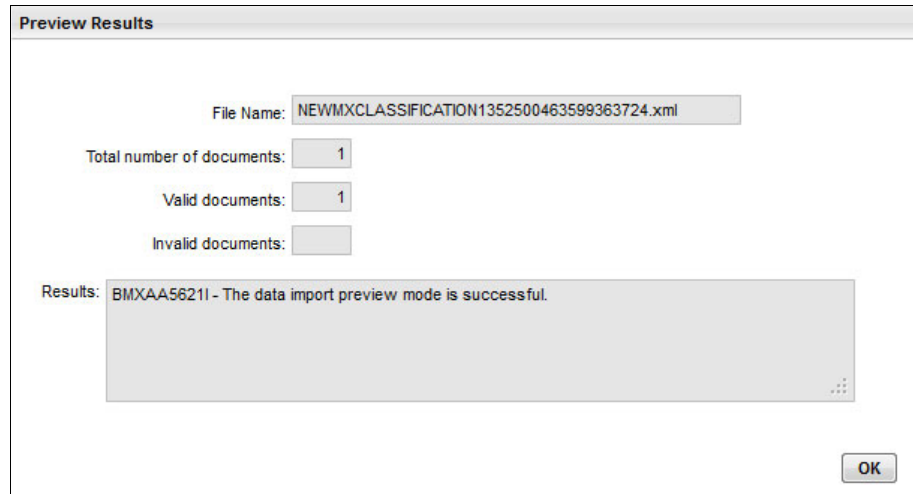 Preview Results
File Name: NEWMXCLASSIFICATION1352500463599363724.xml
Total number of documents: 1
Valid documents: 1
Invalid documents:
Results: BMXAA5621I - The data import preview mode is successful.
OK